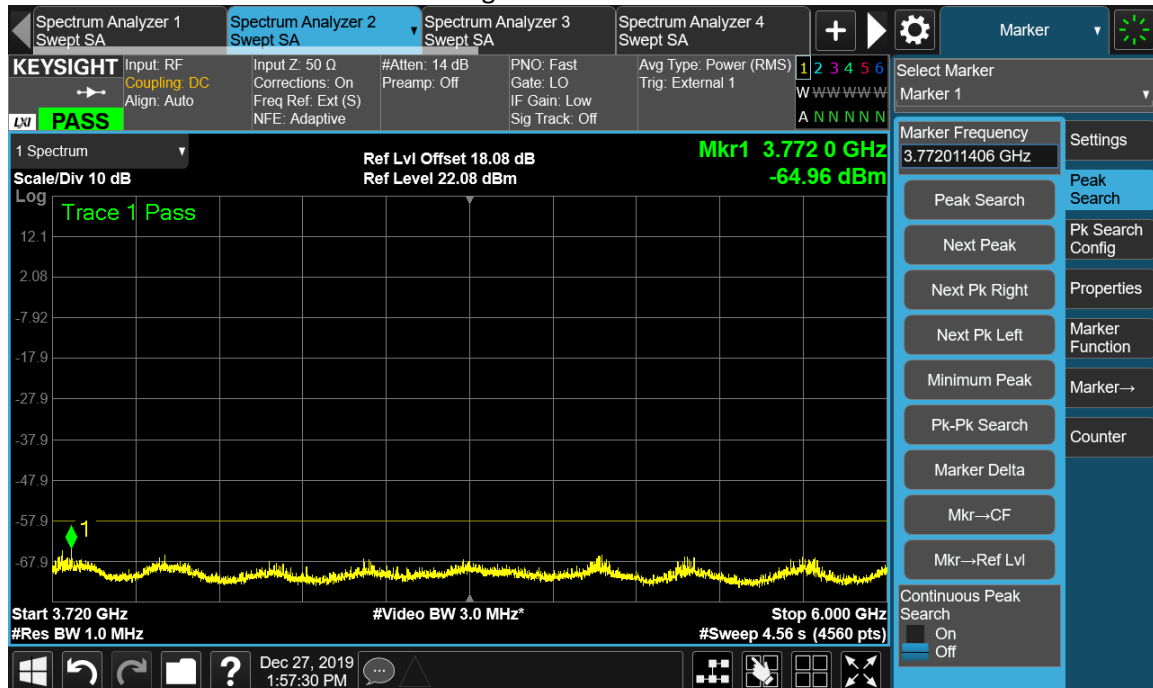 Spectrum Analyzer 1
Swept SA
Spectrum Analyzer 2
Swept SA
Spectrum Analyzer 3
Swept SA
Spectrum Analyzer 4
Swept SA
Marker
KEYSIGHT
LXI
PASS
Input: RF
Coupling: DC
Align: Auto
Input Z: 50 Ω
Corrections: On
Freq Ref: Ext (S)
NFE: Adaptive
#Atten: 14 dB
Preamp: Off
PNO: Fast
Gate: LO
IF Gain: Low
Sig Track: Off
Avg Type: Power (RMS)
Trig: External 1
1 2 3 4 5 6
W W W W W W
A N N N N N
Select Marker
Marker 1
1 Spectrum
Scale/Div 10 dB
Log
Ref Lvl Offset 18.08 dB
Ref Level 22.08 dBm
Mkr1 3.772 0 GHz
-64.96 dBm
Trace 1 Pass
12.1
2.08
-7.92
-17.9
-27.9
-37.9
-47.9
-57.9
1
-67.9
Start 3.720 GHz
#Res BW 1.0 MHz
#Video BW 3.0 MHz*
Stop 6.000 GHz
#Sweep 4.56 s (4560 pts)
Marker Frequency
3.772011406 GHz
Peak Search
Next Peak
Next Pk Right
Next Pk Left
Minimum Peak
Pk-Pk Search
Marker Delta
Mkr→CF
Mkr→Ref Lvl
Continuous Peak
Search
On
Off
Settings
Peak
Search
Pk Search
Config
Properties
Marker
Function
Marker→
Counter
?
Dec 27, 2019
1:57:30 PM